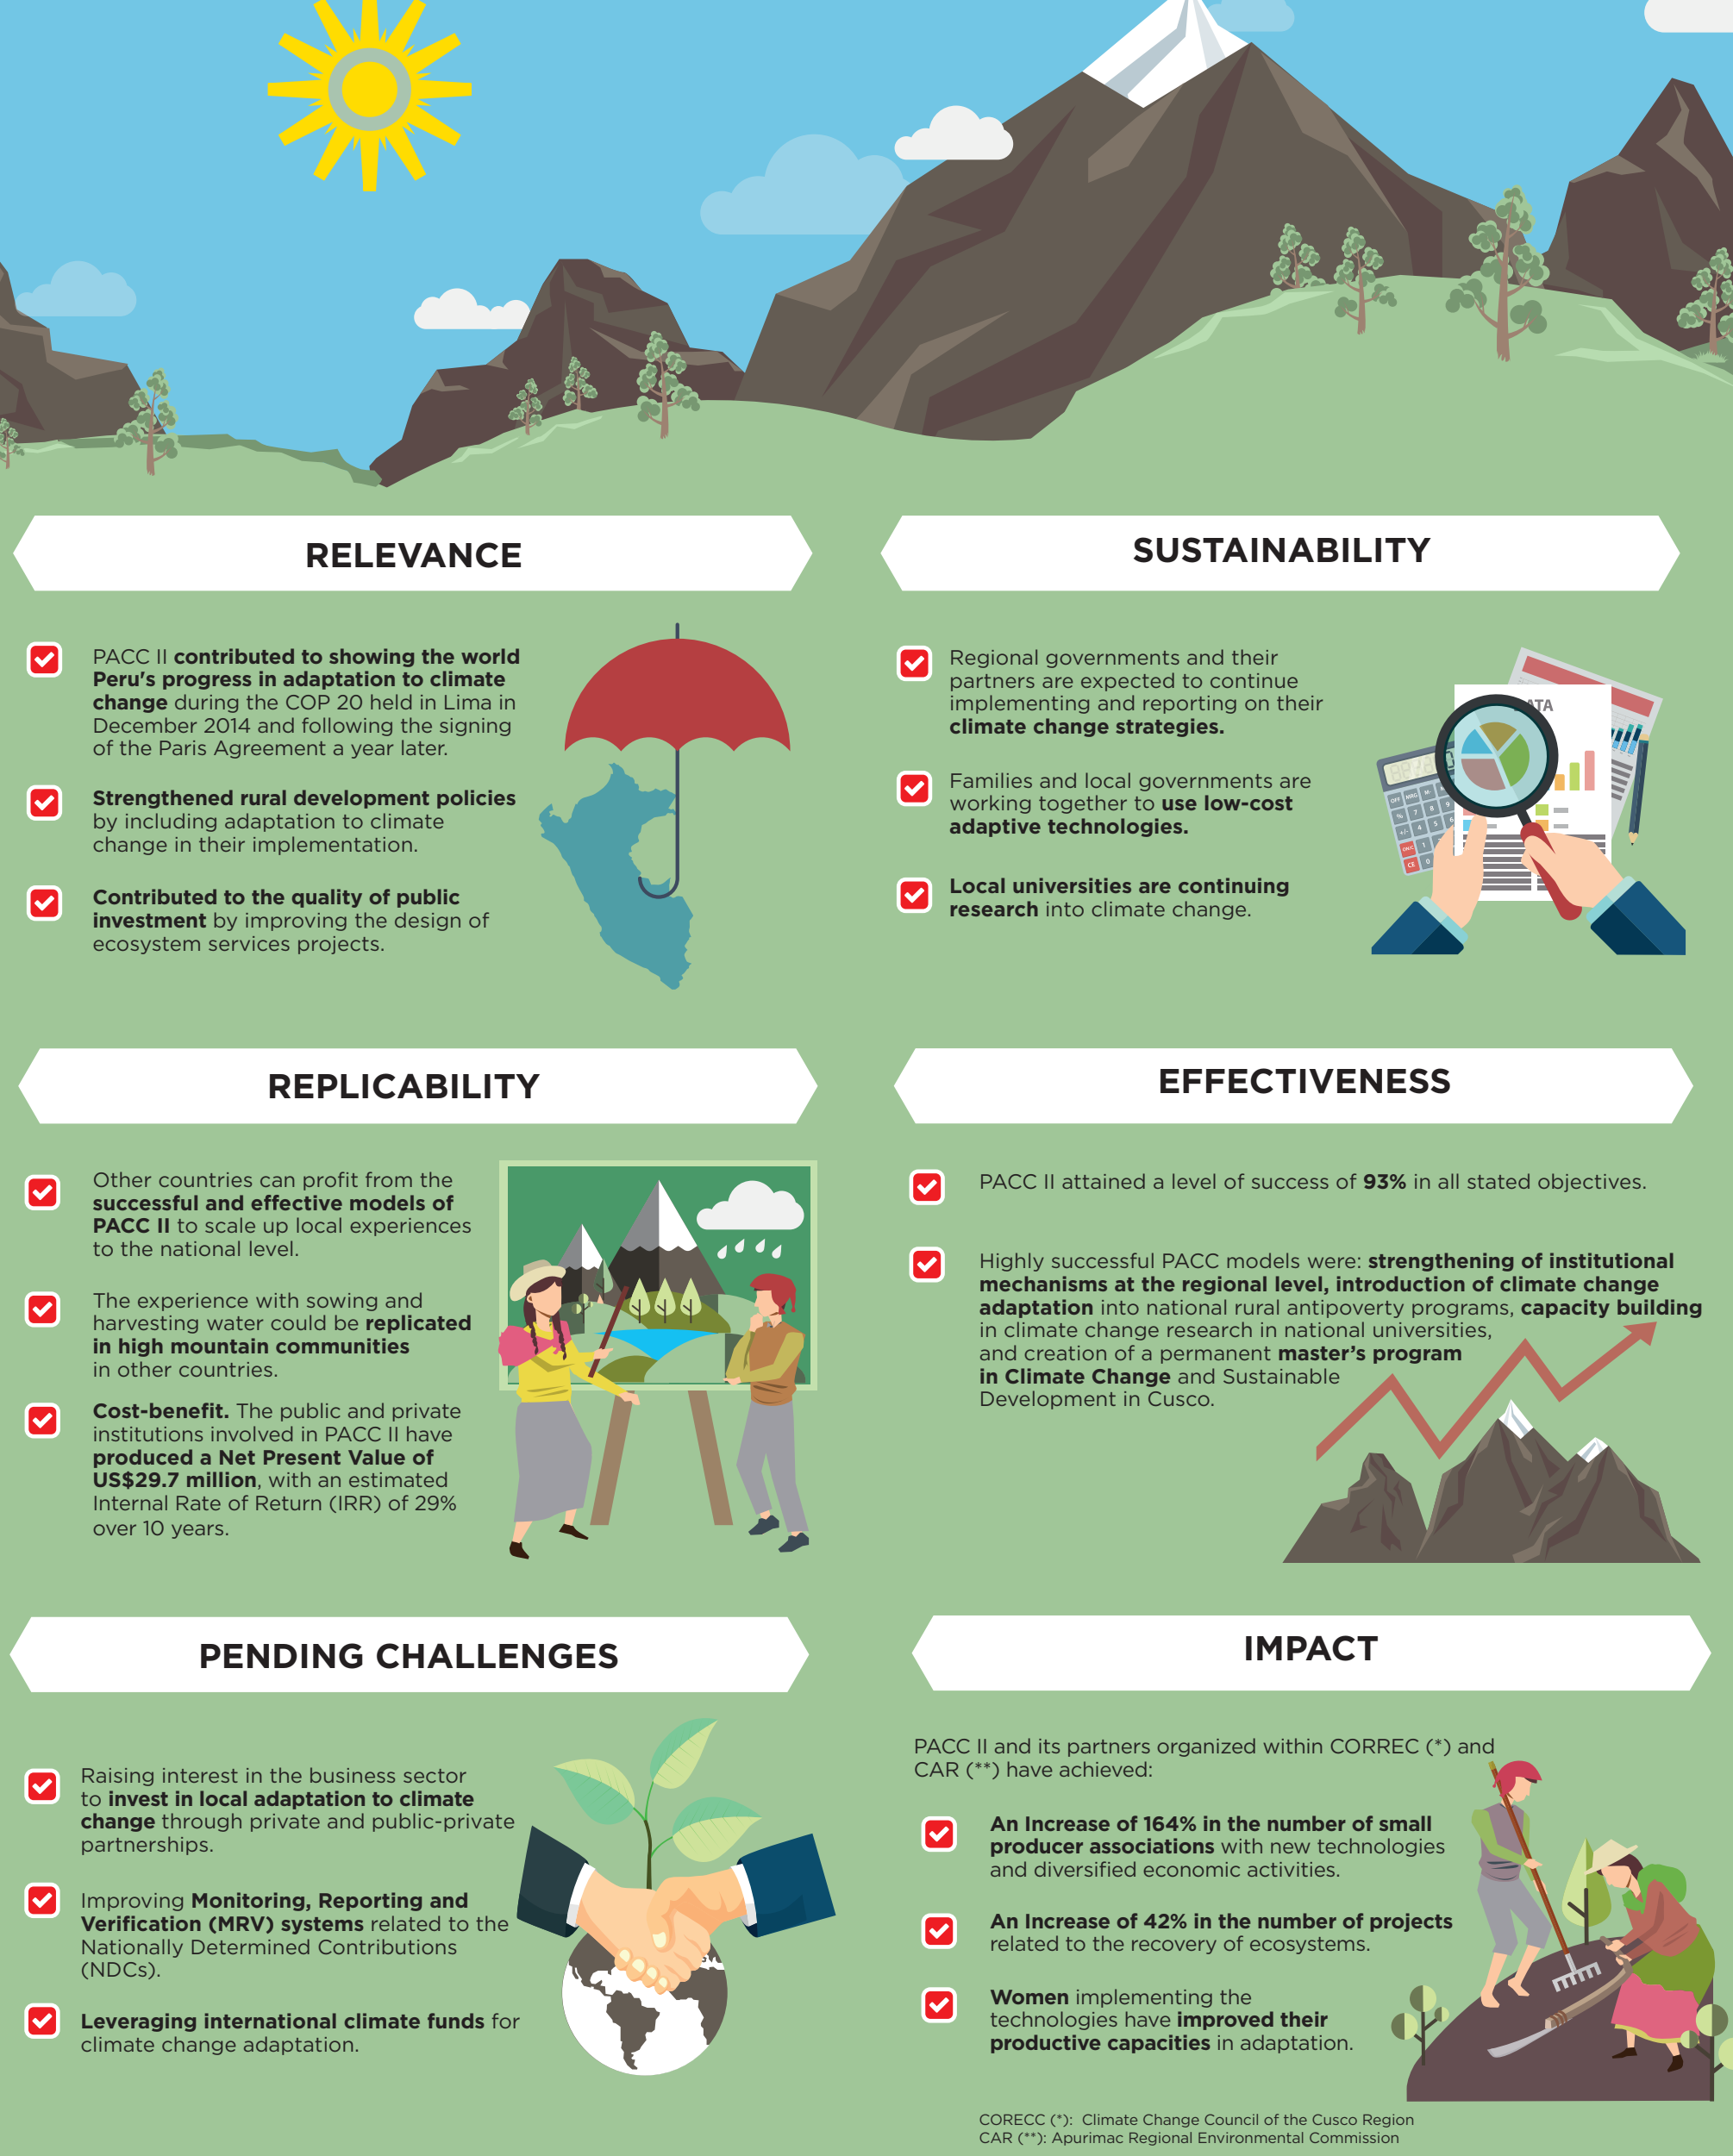 RELEVANCE
PACC II contributed to showing the world
Peru's progress in adaptation to climate
change during the COP 20 held in Lima in
December 2014 and following the signing
of the Paris Agreement a year later.
Strengthened rural development policies
by including adaptation to climate
change in their implementation.
Contributed to the quality of public
investment by improving the design of
ecosystem services projects.
SUSTAINABILITY
Regional governments and their
partners are expected to continue
implementing and reporting on their
climate change strategies.
Families and local governments are
working together to use low-cost
adaptive technologies.
Local universities are continuing
research into climate change.
REPLICABILITY
Other countries can profit from the
successful and effective models of
PACC II to scale up local experiences
to the national level.
The experience with sowing and
harvesting water could be replicated
in high mountain communities
in other countries.
Cost-benefit. The public and private
institutions involved in PACC II have
produced a Net Present Value of
US$29.7 million, with an estimated
Internal Rate of Return (IRR) of 29%
over 10 years.
EFFECTIVENESS
PACC II attained a level of success of 93% in all stated objectives.
Highly successful PACC models were: strengthening of institutional
mechanisms at the regional level, introduction of climate change
adaptation into national rural antipoverty programs, capacity building
in climate change research in national universities,
and creation of a permanent master’s program
in Climate Change and Sustainable
Development in Cusco.
PENDING CHALLENGES
Raising interest in the business sector
to invest in local adaptation to climate
change through private and public-private
partnerships.
Improving Monitoring, Reporting and
Verification (MRV) systems related to the
Nationally Determined Contributions
(NDCs).
Leveraging international climate funds for
climate change adaptation.
IMPACT
PACC II and its partners organized within CORREC (*) and
CAR (**) have achieved:
An Increase of 164% in the number of small
producer associations with new technologies
and diversified economic activities.
An Increase of 42% in the number of projects
related to the recovery of ecosystems.
Women implementing the
technologies have improved their
productive capacities in adaptation.
CORECC (*): Climate Change Council of the Cusco Region
CAR (**): Apurimac Regional Environmental Commission